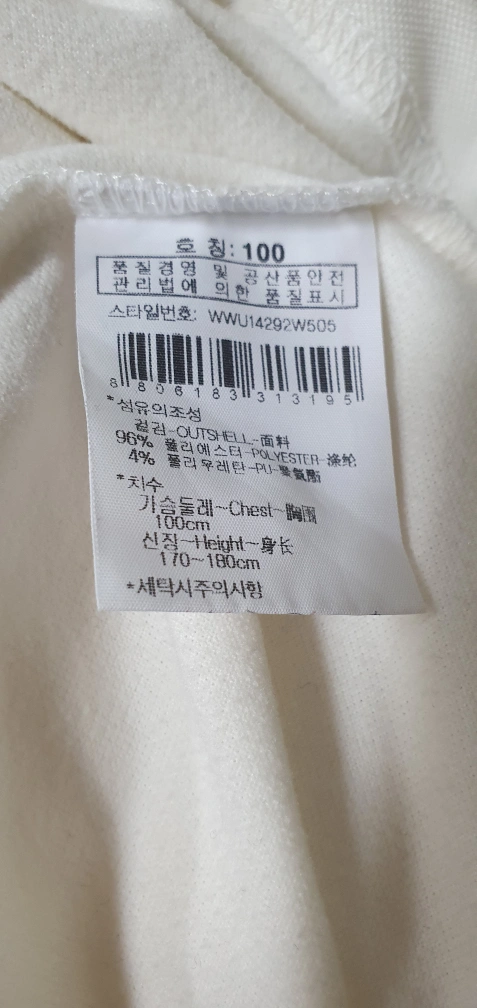 호 칭: 100
품 질 경 영 및 공 산 품 안 전
관 리 법 에 의 한 품 질 표 시
스타일번호: WWU14292W505
8 806183 313195
*섬유의조성
겉감-OUTSHELL-面料
96% 폴리에스터-POLYESTER-涤纶
4% 폴리우레탄-PU-聚氨酯
*치수
가슴둘레~Chest~胸围
100cm
신장~Height~身长
170~180cm
*세탁시주의사항